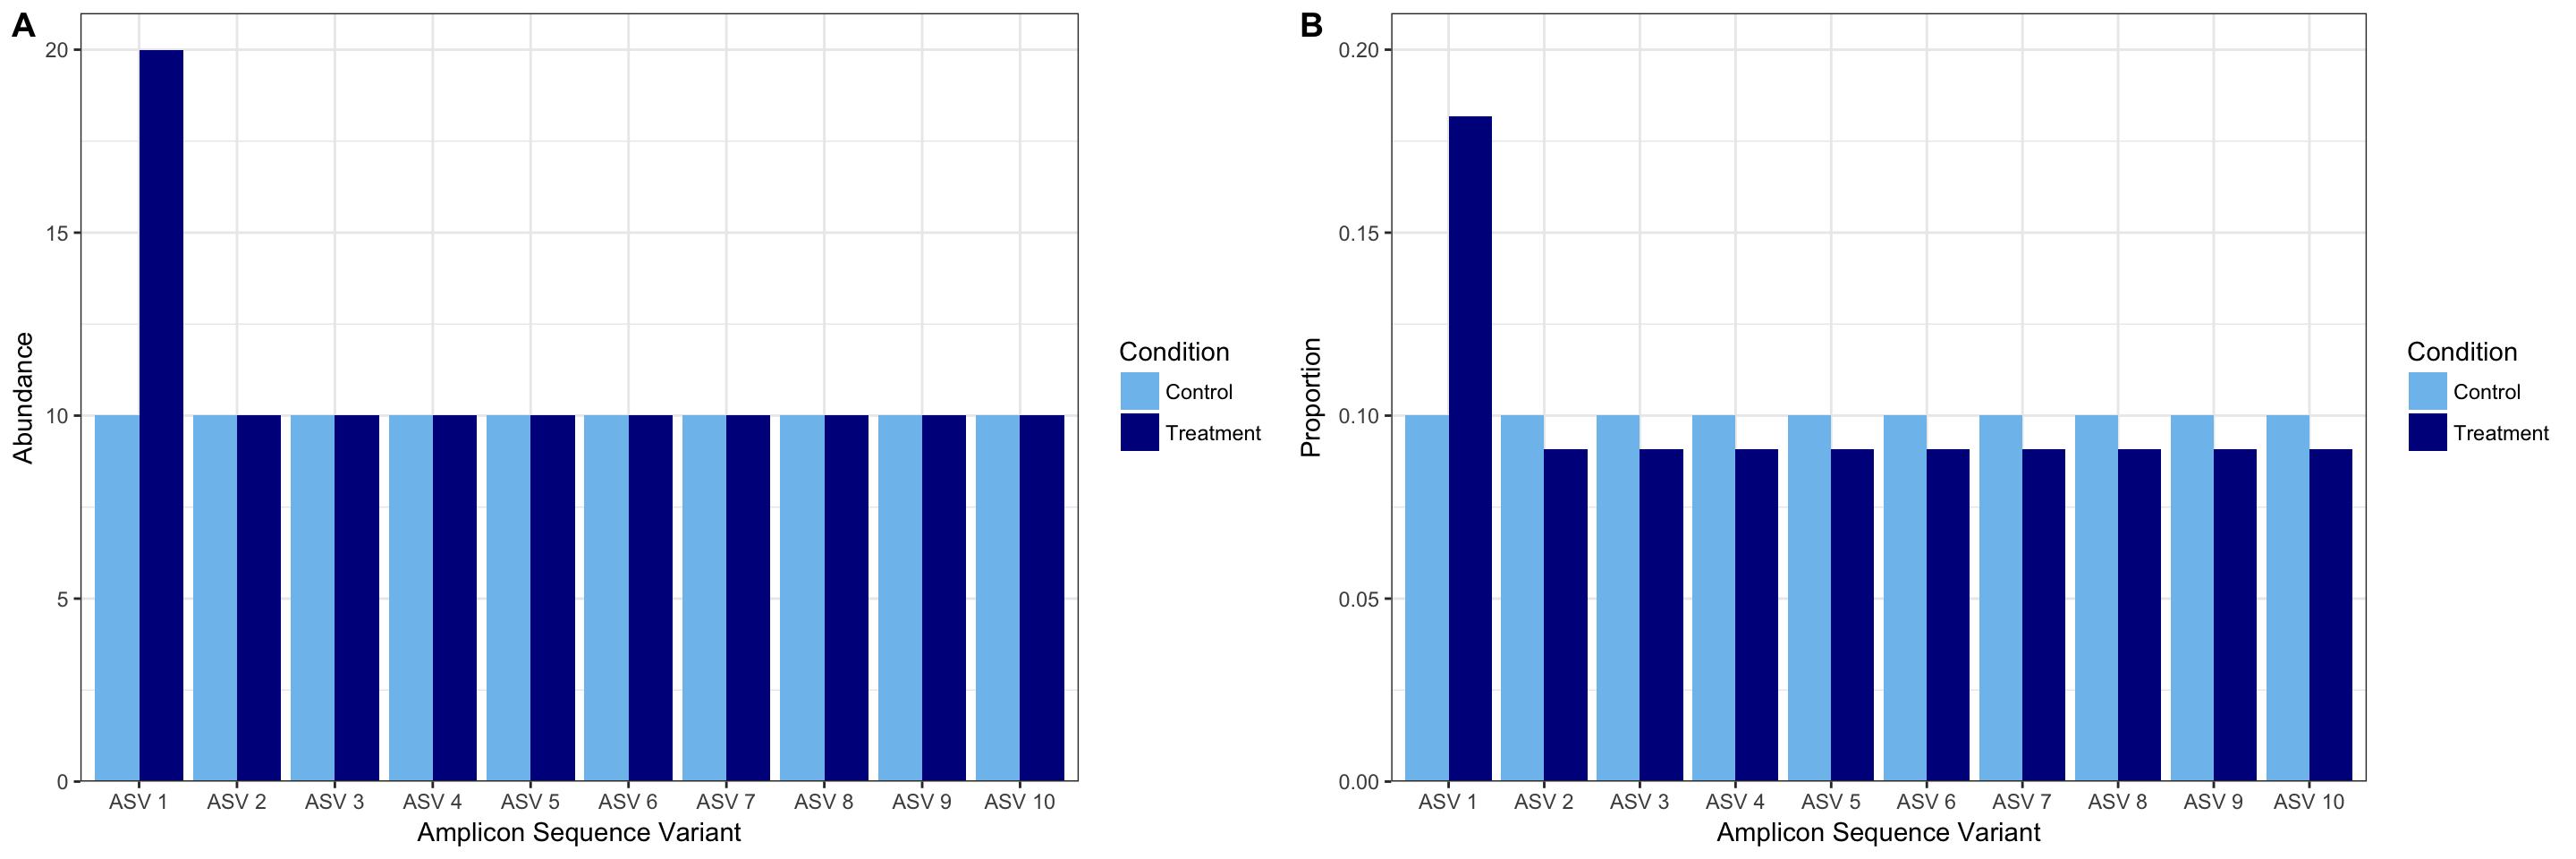 A
20
15
10
5
0
Abundance
ASV 1 ASV 2 ASV 3 ASV 4 ASV 5 ASV 6 ASV 7 ASV 8 ASV 9 ASV 10
Amplicon Sequence Variant
Condition
Control
Treatment
B
0.20
0.15
0.10
0.05
0.00
Proportion
ASV 1 ASV 2 ASV 3 ASV 4 ASV 5 ASV 6 ASV 7 ASV 8 ASV 9 ASV 10
Amplicon Sequence Variant
Condition
Control
Treatment